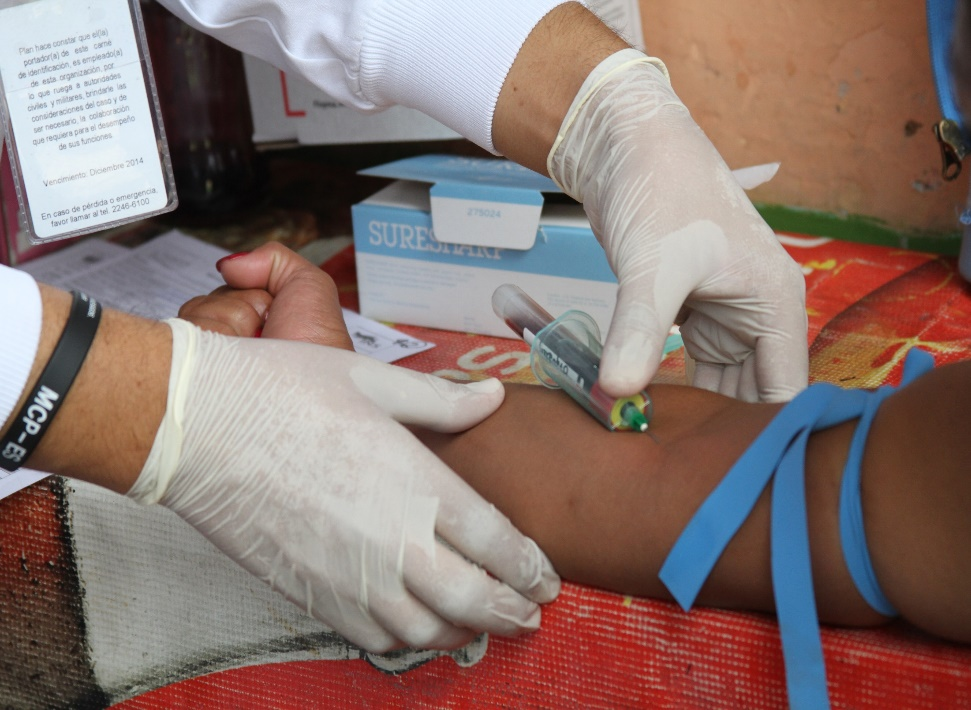 Plan hace constar que el(la)
portador(a) de este carné
de identificación, es empleado(a)
de esta organización, por
lo que ruega a autoridades
civiles y militares, brindarle las
consideraciones del caso y de
ser necesario, la colaboración
que requiera para el desempeño
de sus funciones.
Vencimiento: Diciembre 2014
En caso de pérdida o emergencia,
favor llamar al tel. 2246-6100
275024
SURESHARP
MCP-ES